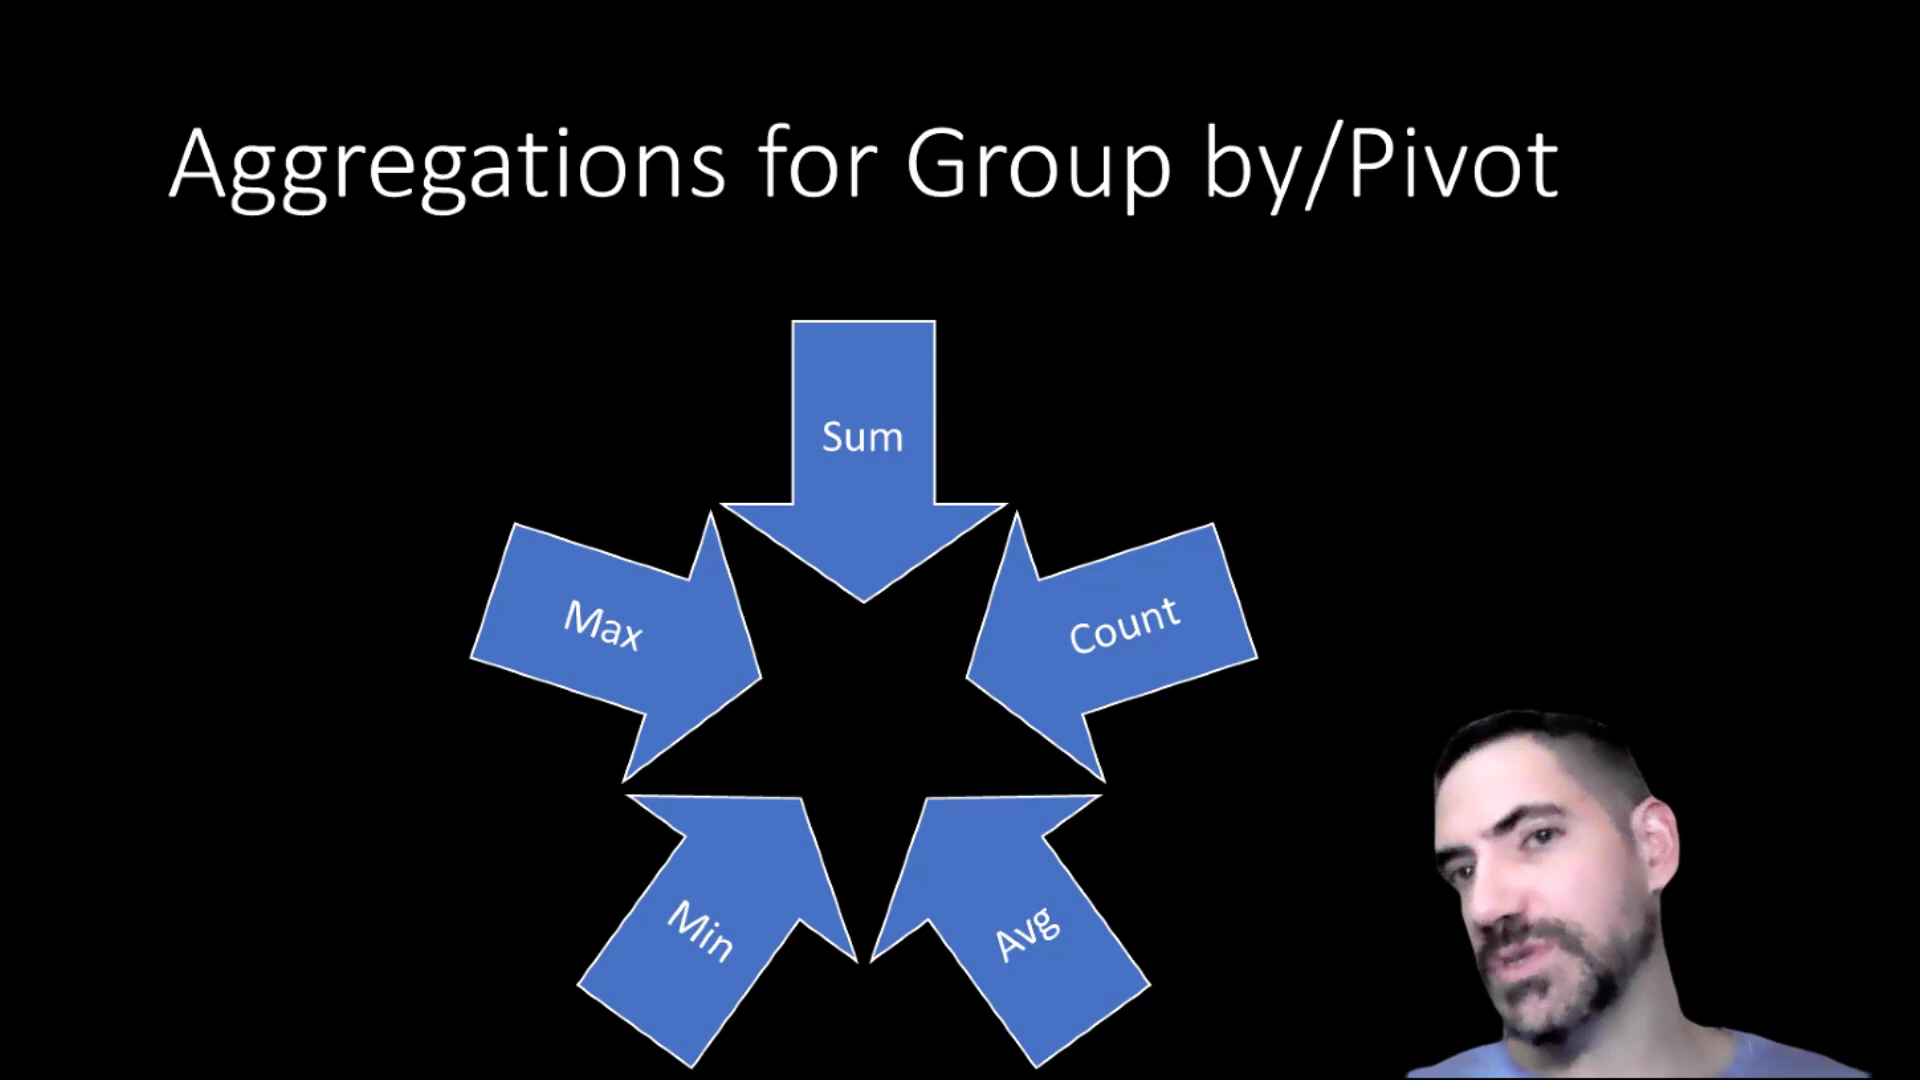 Aggregations for Group by/Pivot
Sum
Max
Count
Min
Avg